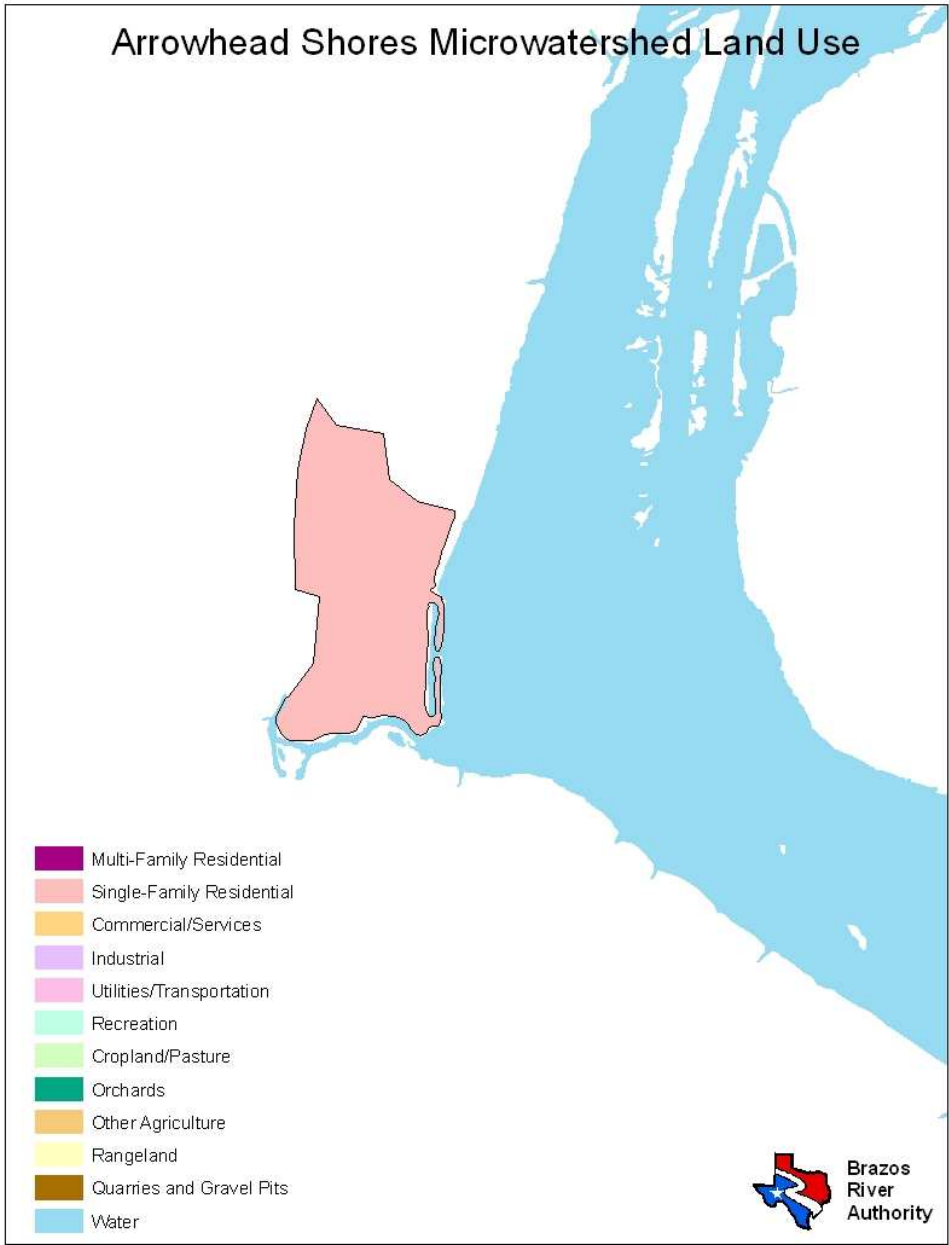 Arrowhead Shores Microwatershed Land Use
Multi-Family Residential
Single-Family Residential
Commercial/Services
Industrial
Utilities/Transportation
Recreation
Cropland/Pasture
Orchards
Other Agriculture
Rangeland
Quarries and Gravel Pits
Water
Brazos
River
Authority